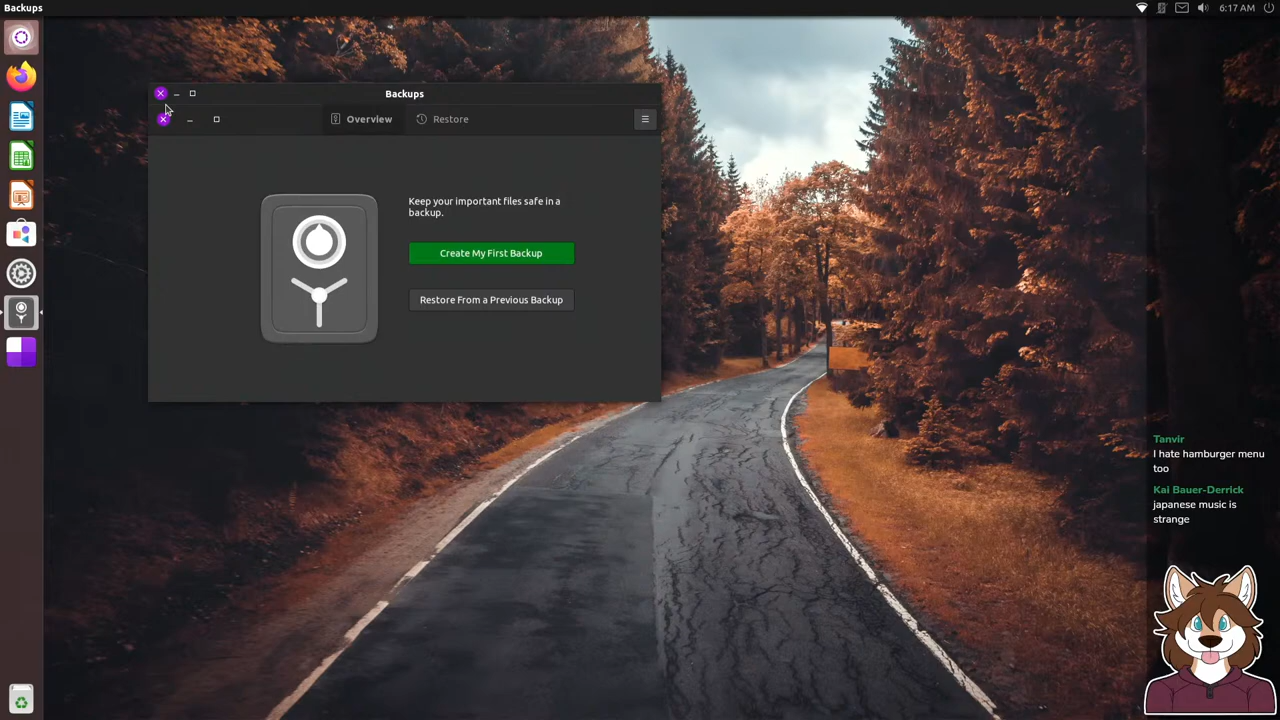 Backups
6:17 AM
Backups
Overview
Restore
Keep your important files safe in a
backup.
Create My First Backup
Restore From a Previous Backup
Tanvir
I hate hamburger menu
too
Kai Bauer-Derrick
japanese music is
strange